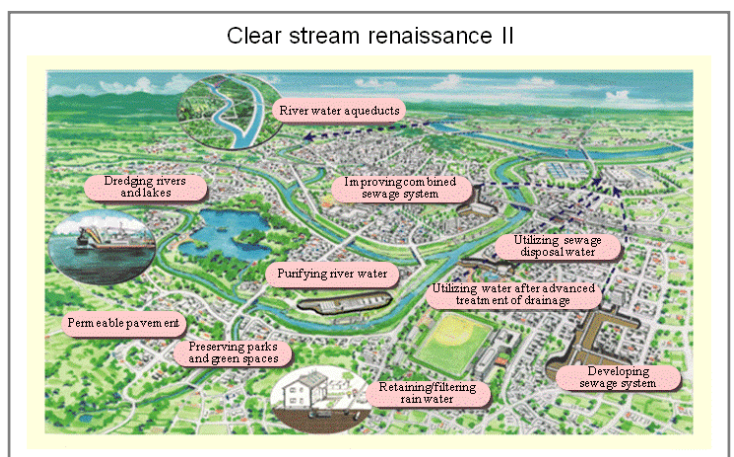 Clear stream renaissance II
River water aqueducts
Dredging rivers
and lakes
Improving combined
sewage system
Utilizing sewage
disposal water
Purifying river water
Utilizing water after advanced
treatment of drainage
Permeable pavement
Preserving parks
and green spaces
Retaining/filtering
rain water
Developing
sewage system